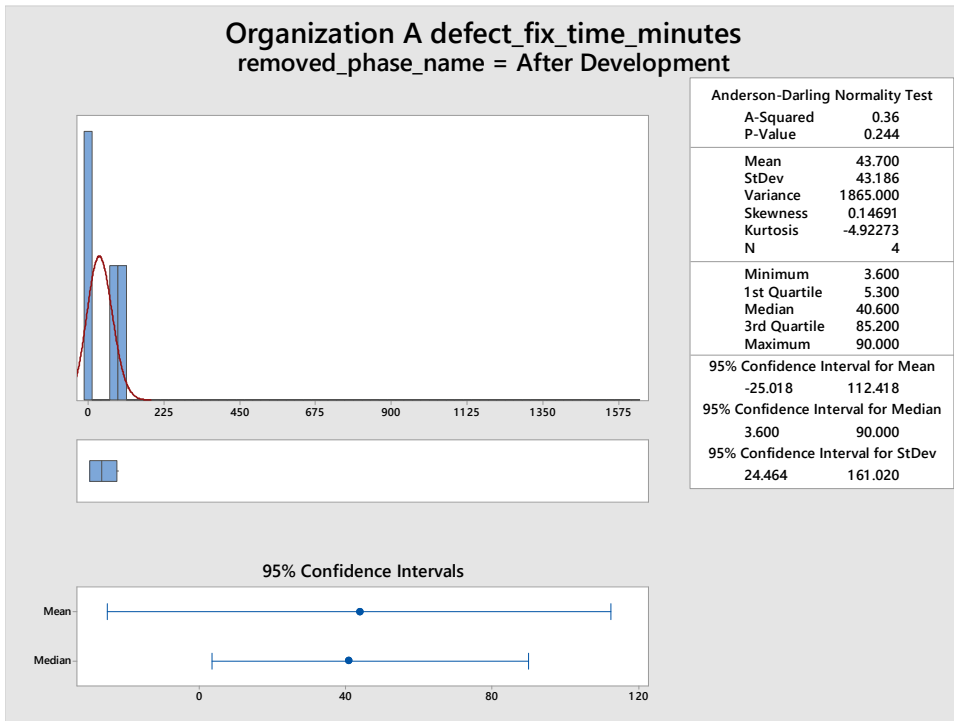 Organization A defect_fix_time_minutes
removed_phase_name = After Development
Anderson-Darling Normality Test
A-Squared 0.36
P-Value 0.244
Mean 43.700
StDev 43.186
Variance 1865.000
Skewness 0.14691
Kurtosis -4.92273
N 4
Minimum 3.600
1st Quartile 5.300
Median 40.600
3rd Quartile 85.200
Maximum 90.000
95% Confidence Interval for Mean
-25.018 112.418
95% Confidence Interval for Median
3.600 90.000
95% Confidence Interval for StDev
24.464 161.020
0 225 450 675 900 1125 1350 1575
95% Confidence Intervals
Mean
Median
0 40 80 120